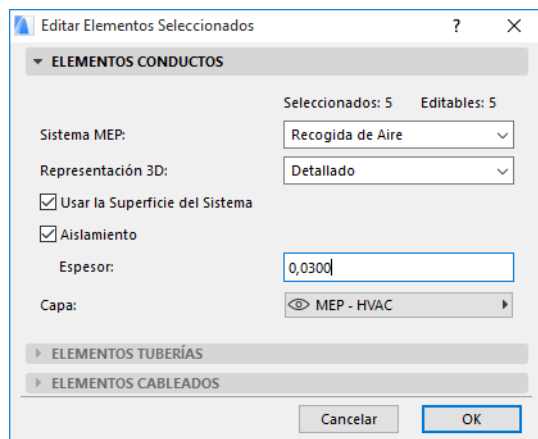 Editar Elementos Seleccionados ? X
ELEMENTOS CONDUCTOS
Seleccionados: 5 Editables: 5
Sistema MEP: Recogida de Aire
Representación 3D: Detallado
Usar la Superficie del Sistema
Aislamiento
Espesor: 0,0300
Capa: MEP - HVAC
ELEMENTOS TUBERÍAS
ELEMENTOS CABLEADOS
Cancelar OK